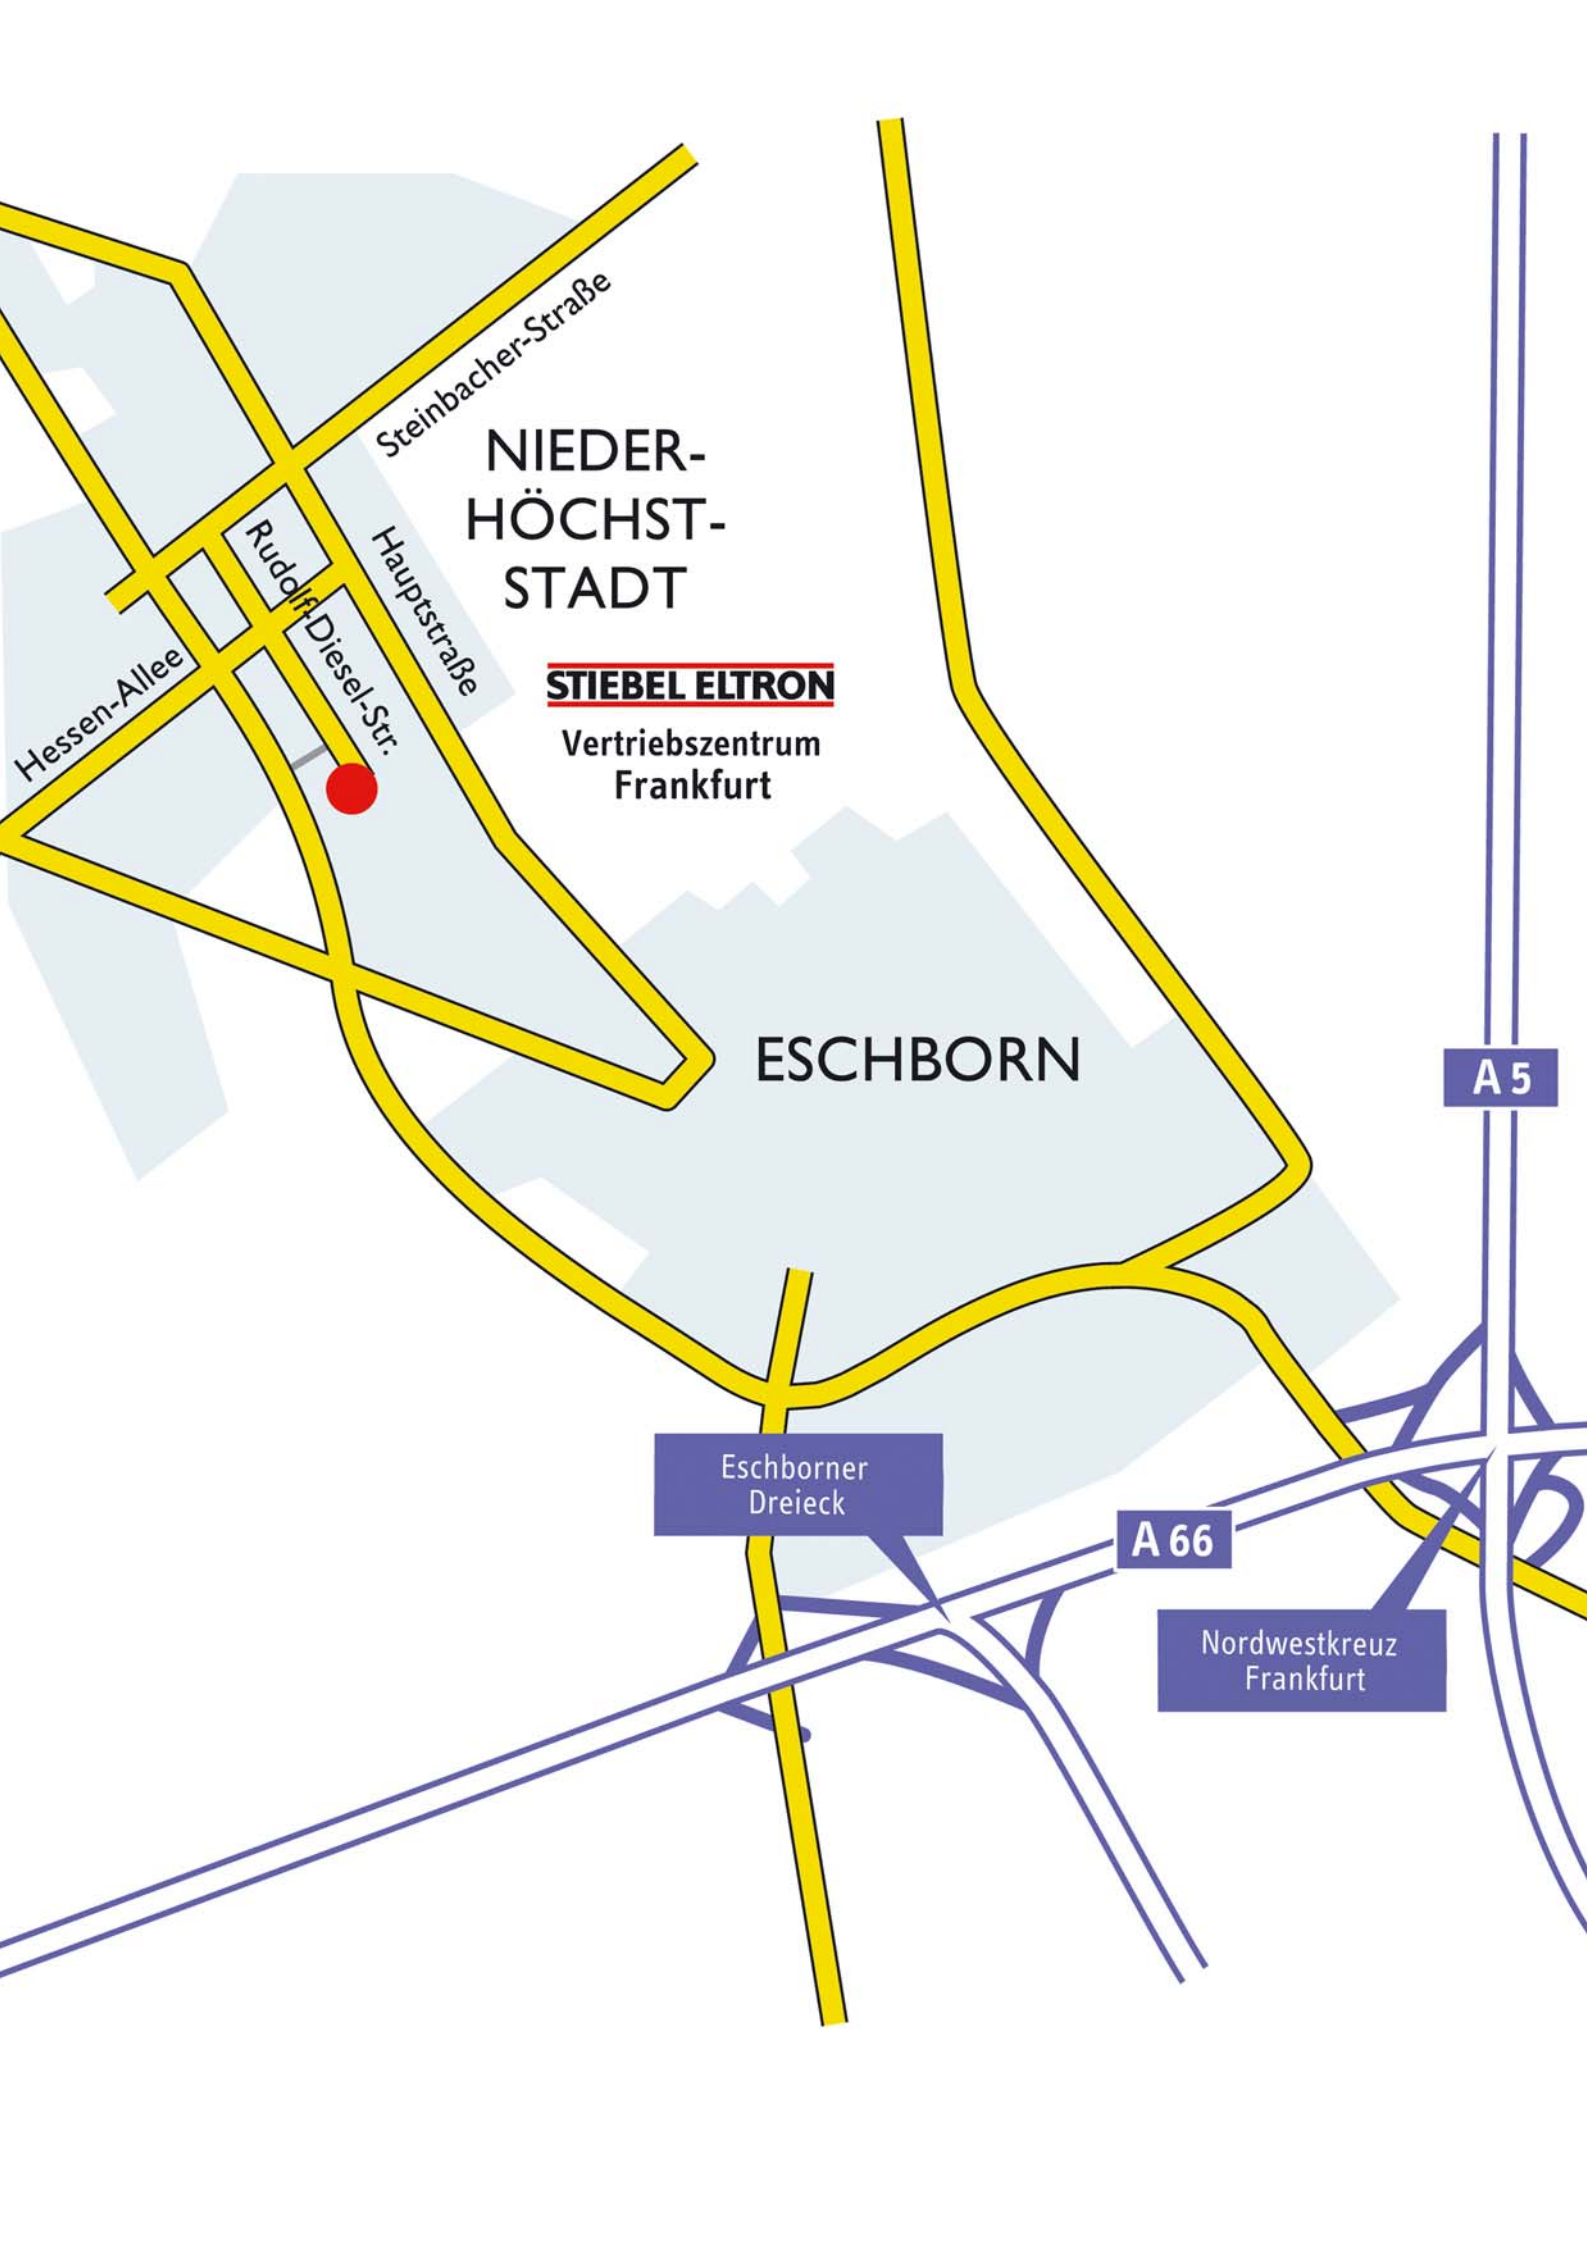 Steinbacher-Straße
NIEDER-
HÖCHST-
STADT
Rudolf-Diesel-Str.
Hauptstraße
Hessen-Allee
STIEBEL ELTRON
Vertriebszentrum
Frankfurt
ESCHBORN
A 5
Eschborner
Dreieck
A 66
Nordwestkreuz
Frankfurt